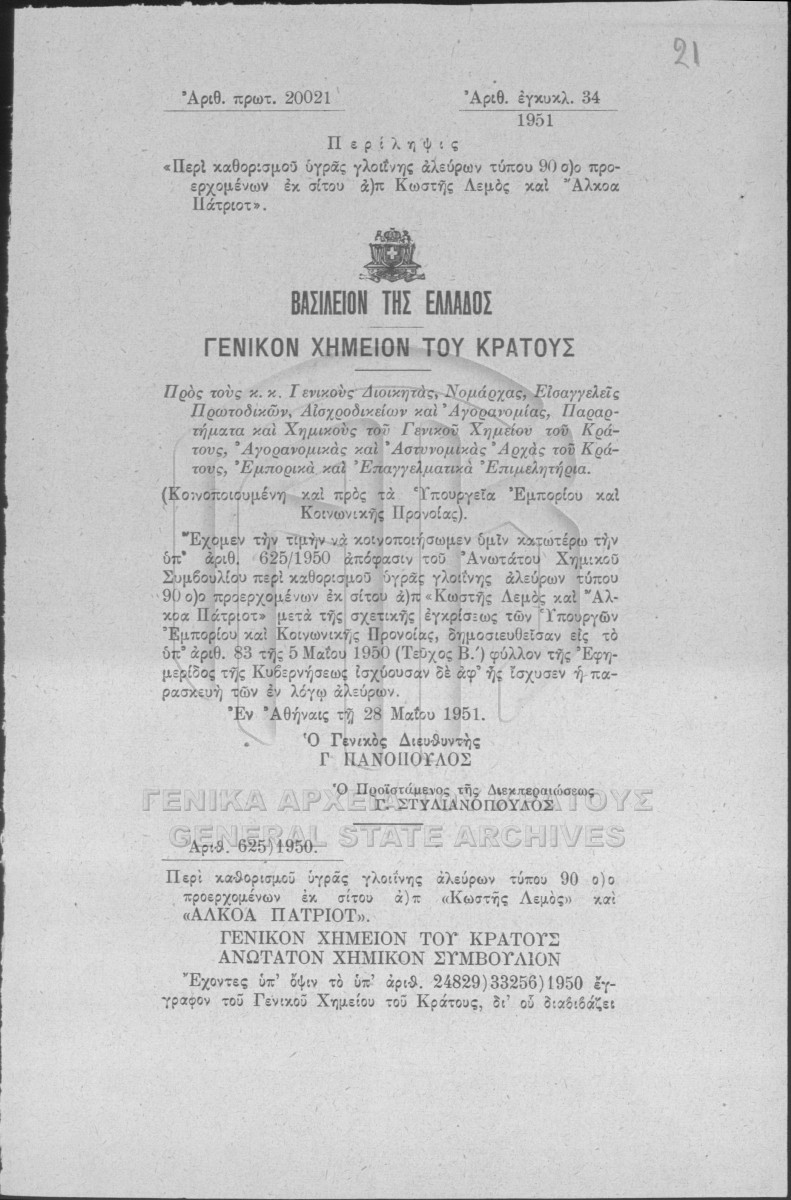 21
Ἀριθ. πρωτ. 20021
Ἀριθ. ἐγκυκλ. 34
1951
Περίληψις
«Περὶ καθορισμοῦ ὑγρᾶς γλοιΐνης ἀλεύρων τύπου 90 ο)ο προ-
ερχομένων ἐκ σίτου ἀ)π Κωστῆς Λεμὸς καὶ Ἄλκοα
Πάτριοτ».
ΒΑΣΙΛΕΙΟΝ ΤΗΣ ΕΛΛΑΔΟΣ
ΓΕΝΙΚΟΝ ΧΗΜΕΙΟΝ ΤΟΥ ΚΡΑΤΟΥΣ
Πρὸς τοὺς κ. κ. Γενικοὺς Διοικητάς, Νομάρχας, Εἰσαγγελεῖς
Πρωτοδικῶν, Αἰσχροδικείων καὶ Ἀγορανομίας, Παραρ-
τήματα καὶ Χημικοὺς τοῦ Γενικοῦ Χημείου τοῦ Κρά-
τους, Ἀγορανομικὰς καὶ Ἀστυνομικὰς Ἀρχὰς τοῦ Κρά-
τους, Ἐμπορικὰ καὶ Ἐπαγγελματικὰ Ἐπιμελητήρια.
(Κοινοποιουμένη καὶ πρὸς τὰ Ὑπουργεῖα Ἐμπορίου καὶ
Κοινωνικῆς Προνοίας).
Ἔχομεν τὴν τιμὴν νὰ κοινοποιήσωμεν ὑμῖν κατωτέρω τὴν
ὑπ' ἀριθ. 625/1950 ἀπόφασιν τοῦ Ἀνωτάτου Χημικοῦ
Συμβουλίου περὶ καθορισμοῦ ὑγρᾶς γλοιΐνης ἀλεύρων τύπου
90 ο)ο προερχομένων ἐκ σίτου ἀ)π «Κωστῆς Λεμὸς καὶ Ἄλ-
κοα Πάτριοτ» μετὰ τῆς σχετικῆς ἐγκρίσεως τῶν Ὑπουργῶν
Ἐμπορίου καὶ Κοινωνικῆς Προνοίας, δημοσιευθεῖσαν εἰς τὸ
ὑπ' ἀριθ. 83 τῆς 5 Μαΐου 1950 (Τεῦχος Β.') φύλλον τῆς Ἐφη-
μερίδος τῆς Κυβερνήσεως ἰσχύουσαν δὲ ἀφ' ἧς ἴσχυσεν ἡ πα-
ρασκευὴ τῶν ἐν λόγῳ ἀλεύρων.
Ἐν Ἀθήναις τῇ 28 Μαΐου 1951.
Ὁ Γενικὸς Διευθυντὴς
Γ ΠΑΝΟΠΟΥΛΟΣ
Ὁ Προϊστάμενος τῆς Διεκπεραιώσεως
Γ. ΣΤΥΛΙΑΝΟΠΟΥΛΟΣ
ΓΕΝΙΚΑ ΑΡΧΕΙΑ ΤΟΥ ΚΡΑΤΟΥΣ
GENERAL STATE ARCHIVES
Ἀριθ. 625)1950.
Περὶ καθορισμοῦ ὑγρᾶς γλοιΐνης ἀλεύρων τύπου 90 ο)ο
προερχομένων ἐκ σίτου ἀ)π «Κωστῆς Λεμὸς» καὶ
«ΑΛΚΟΑ ΠΑΤΡΙΟΤ».
ΓΕΝΙΚΟΝ ΧΗΜΕΙΟΝ ΤΟΥ ΚΡΑΤΟΥΣ
ΑΝΩΤΑΤΟΝ ΧΗΜΙΚΟΝ ΣΥΜΒΟΥΛΙΟΝ
Ἔχοντες ὑπ' ὄψιν τὸ ὑπ' ἀριθ. 24829)33256)1950 ἔγ-
γραφον τοῦ Γενικοῦ Χημείου τοῦ Κράτους, δι' οὗ διαβιβάζει